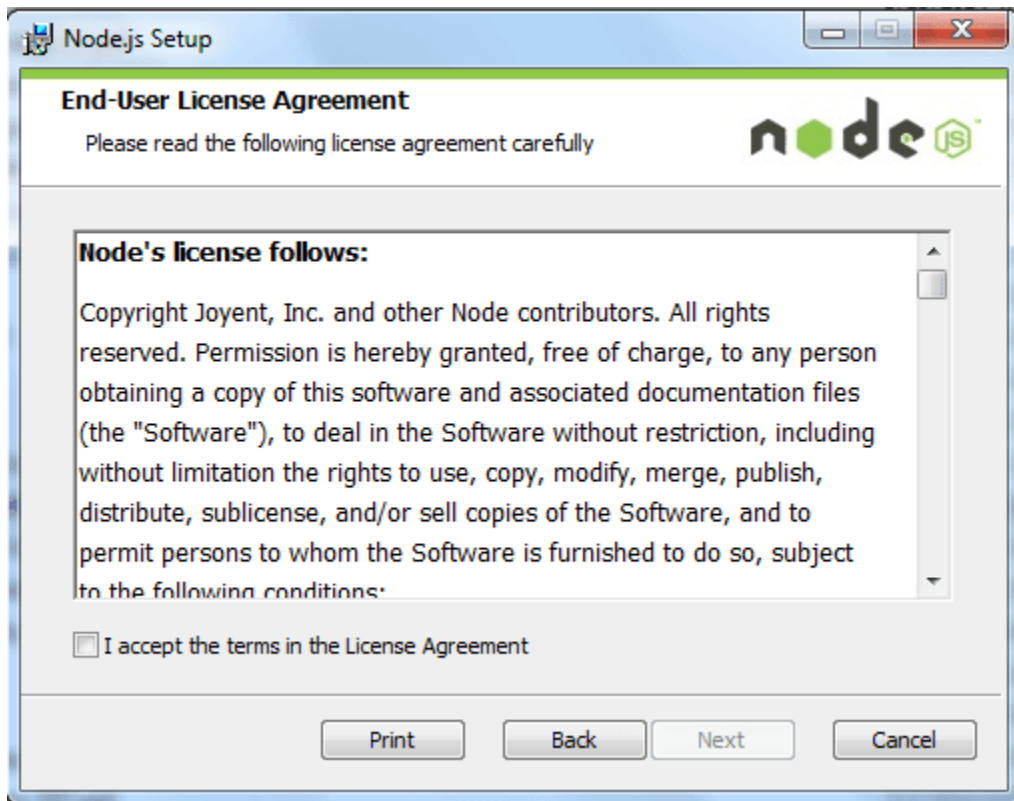 Node.js Setup
End-User License Agreement
Please read the following license agreement carefully
node JS™
Node's license follows:
Copyright Joyent, Inc. and other Node contributors. All rights
reserved. Permission is hereby granted, free of charge, to any person
obtaining a copy of this software and associated documentation files
(the "Software"), to deal in the Software without restriction, including
without limitation the rights to use, copy, modify, merge, publish,
distribute, sublicense, and/or sell copies of the Software, and to
permit persons to whom the Software is furnished to do so, subject
to the following conditions:
I accept the terms in the License Agreement
Print Back Next Cancel